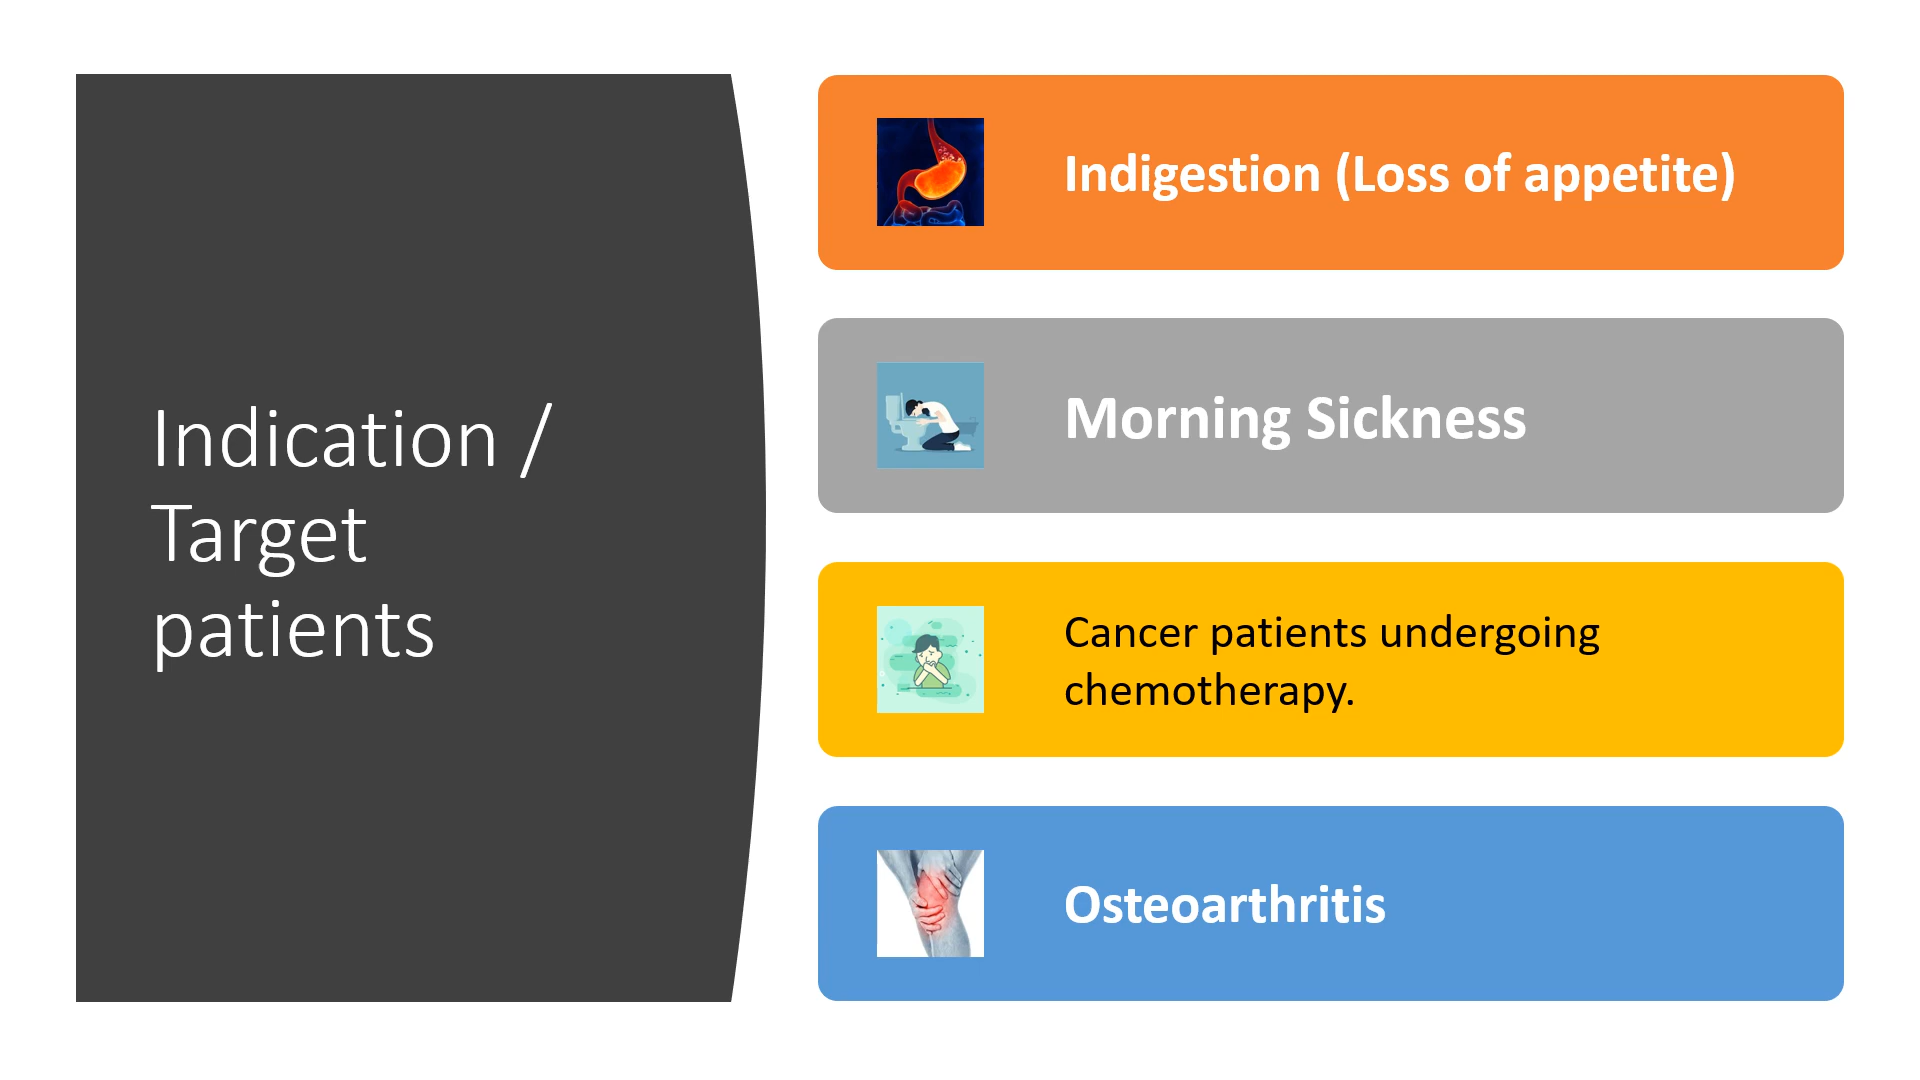 Indication /
Target
patients
Indigestion (Loss of appetite)
Morning Sickness
Cancer patients undergoing
chemotherapy.
Osteoarthritis